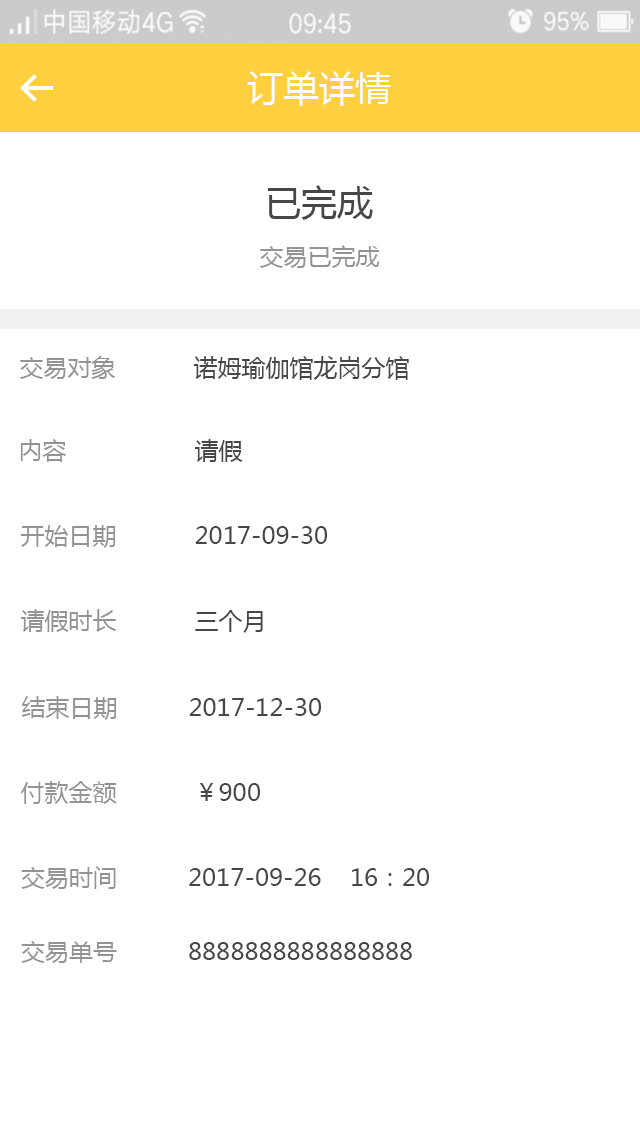 中国移动4G 09:45 95%
订单详情
已完成
交易已完成
交易对象 诺姆瑜伽馆龙岗分馆
内容 请假
开始日期 2017-09-30
请假时长 三个月
结束日期 2017-12-30
付款金额 ￥900
交易时间 2017-09-26 16：20
交易单号 8888888888888888